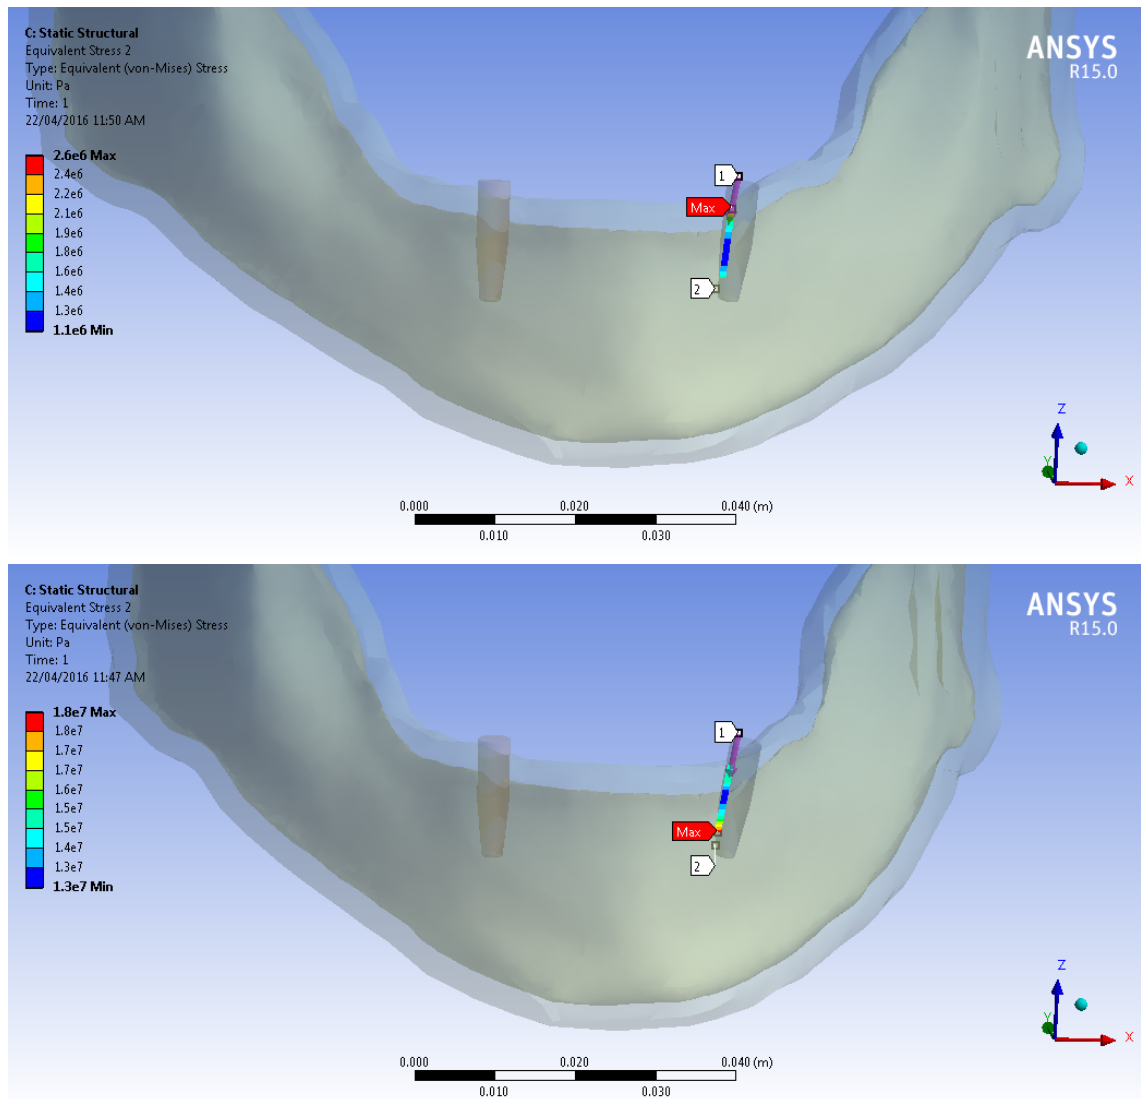 C: Static Structural
Equivalent Stress 2
Type: Equivalent (von-Mises) Stress
Unit: Pa
Time: 1
22/04/2016 11:50 AM
ANSYS
R15.0
2.6e6 Max
2.4e6
2.2e6
2.1e6
1.9e6
1.8e6
1.6e6
1.4e6
1.3e6
1.1e6 Min
1
Max
2
Z
Y
X
0.000 0.020 0.040 (m)
0.010 0.030
C: Static Structural
Equivalent Stress 2
Type: Equivalent (von-Mises) Stress
Unit: Pa
Time: 1
22/04/2016 11:47 AM
ANSYS
R15.0
1.8e7 Max
1.8e7
1.7e7
1.7e7
1.6e7
1.5e7
1.5e7
1.4e7
1.3e7
1.3e7 Min
1
Max
2
Z
Y
X
0.000 0.020 0.040 (m)
0.010 0.030